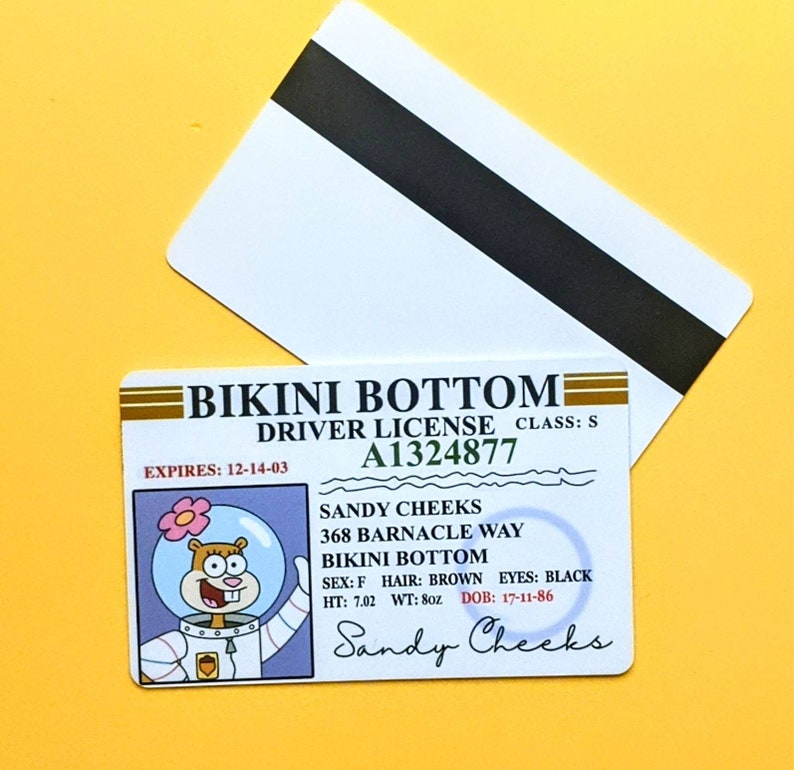 BIKINI BOTTOM
DRIVER LICENSE CLASS: S
A1324877
EXPIRES: 12-14-03
SANDY CHEEKS
368 BARNACLE WAY
BIKINI BOTTOM
SEX: F HAIR: BROWN EYES: BLACK
HT: 7.02 WT: 8oz DOB: 17-11-86
Sandy Cheeks